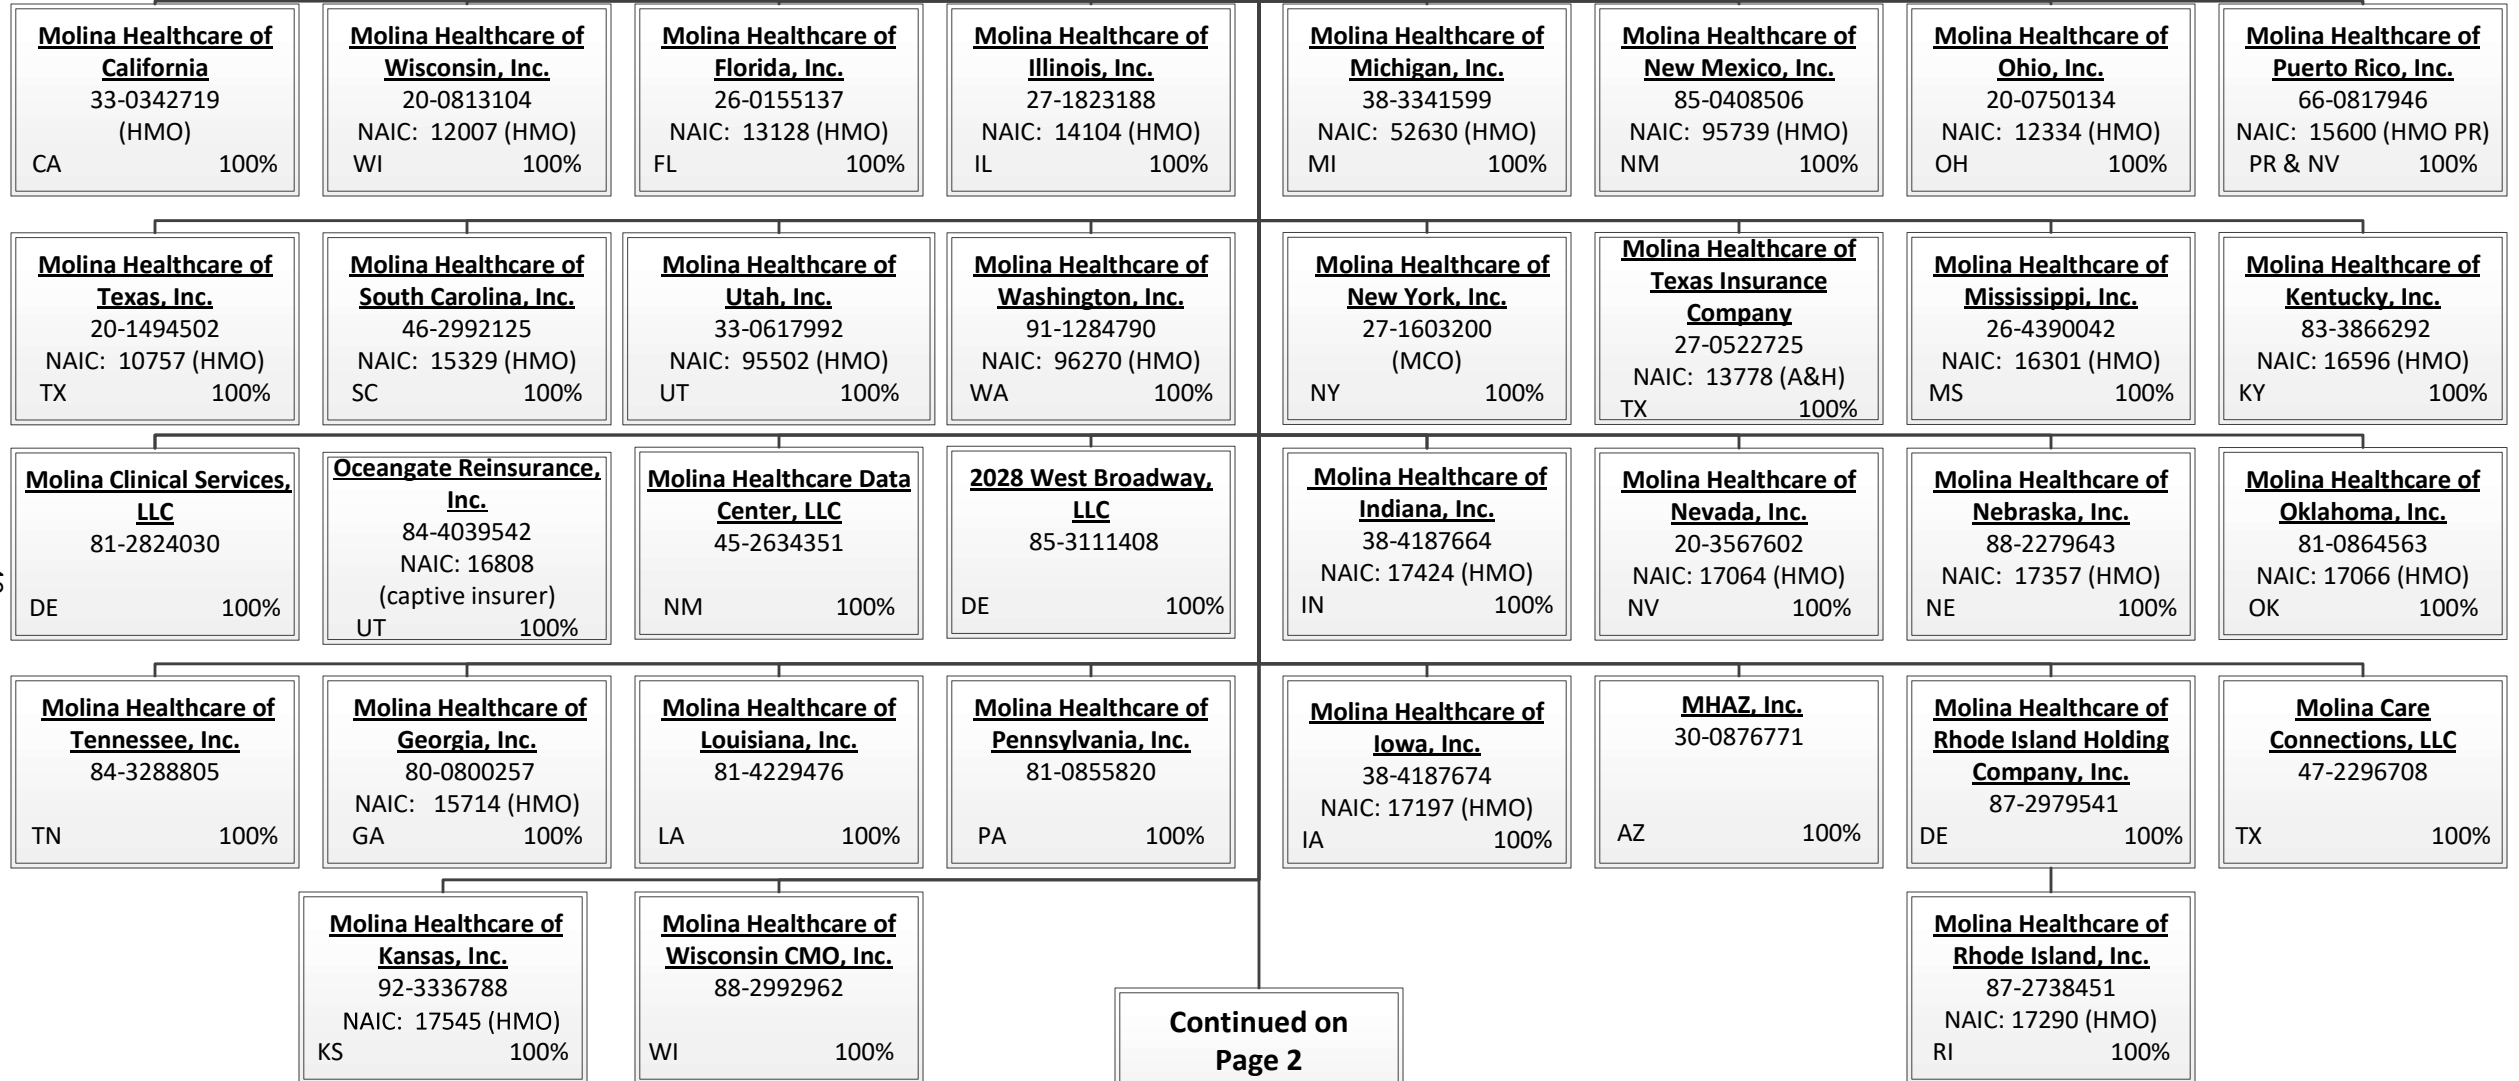 Molina Healthcare of
California
33-0342719
(HMO)
CA 100%
Molina Healthcare of
Wisconsin, Inc.
20-0813104
NAIC: 12007 (HMO)
WI 100%
Molina Healthcare of
Florida, Inc.
26-0155137
NAIC: 13128 (HMO)
FL 100%
Molina Healthcare of
Illinois, Inc.
27-1823188
NAIC: 14104 (HMO)
IL 100%
Molina Healthcare of
Michigan, Inc.
38-3341599
NAIC: 52630 (HMO)
MI 100%
Molina Healthcare of
New Mexico, Inc.
85-0408506
NAIC: 95739 (HMO)
NM 100%
Molina Healthcare of
Ohio, Inc.
20-0750134
NAIC: 12334 (HMO)
OH 100%
Molina Healthcare of
Puerto Rico, Inc.
66-0817946
NAIC: 15600 (HMO PR)
PR & NV 100%
Molina Healthcare of
Texas, Inc.
20-1494502
NAIC: 10757 (HMO)
TX 100%
Molina Healthcare of
South Carolina, Inc.
46-2992125
NAIC: 15329 (HMO)
SC 100%
Molina Healthcare of
Utah, Inc.
33-0617992
NAIC: 95502 (HMO)
UT 100%
Molina Healthcare of
Washington, Inc.
91-1284790
NAIC: 96270 (HMO)
WA 100%
Molina Healthcare of
New York, Inc.
27-1603200
(MCO)
NY 100%
Molina Healthcare of
Texas Insurance
Company
27-0522725
NAIC: 13778 (A&H)
TX 100%
Molina Healthcare of
Mississippi, Inc.
26-4390042
NAIC: 16301 (HMO)
MS 100%
Molina Healthcare of
Kentucky, Inc.
83-3866292
NAIC: 16596 (HMO)
KY 100%
Molina Clinical Services,
LLC
81-2824030
DE 100%
Oceangate Reinsurance,
Inc.
84-4039542
NAIC: 16808
(captive insurer)
UT 100%
Molina Healthcare Data
Center, LLC
45-2634351
NM 100%
2028 West Broadway,
LLC
85-3111408
DE 100%
Molina Healthcare of
Indiana, Inc.
38-4187664
NAIC: 17424 (HMO)
IN 100%
Molina Healthcare of
Nevada, Inc.
20-3567602
NAIC: 17064 (HMO)
NV 100%
Molina Healthcare of
Nebraska, Inc.
88-2279643
NAIC: 17357 (HMO)
NE 100%
Molina Healthcare of
Oklahoma, Inc.
81-0864563
NAIC: 17066 (HMO)
OK 100%
Molina Healthcare of
Tennessee, Inc.
84-3288805
TN 100%
Molina Healthcare of
Georgia, Inc.
80-0800257
NAIC: 15714 (HMO)
GA 100%
Molina Healthcare of
Louisiana, Inc.
81-4229476
LA 100%
Molina Healthcare of
Pennsylvania, Inc.
81-0855820
PA 100%
Molina Healthcare of
Iowa, Inc.
38-4187674
NAIC: 17197 (HMO)
IA 100%
MHAZ, Inc.
30-0876771
AZ 100%
Molina Healthcare of
Rhode Island Holding
Company, Inc.
87-2979541
DE 100%
Molina Care
Connections, LLC
47-2296708
TX 100%
Molina Healthcare of
Kansas, Inc.
92-3336788
NAIC: 17545 (HMO)
KS 100%
Molina Healthcare of
Wisconsin CMO, Inc.
88-2992962
WI 100%
Continued on
Page 2
Molina Healthcare of
Rhode Island, Inc.
87-2738451
NAIC: 17290 (HMO)
RI 100%